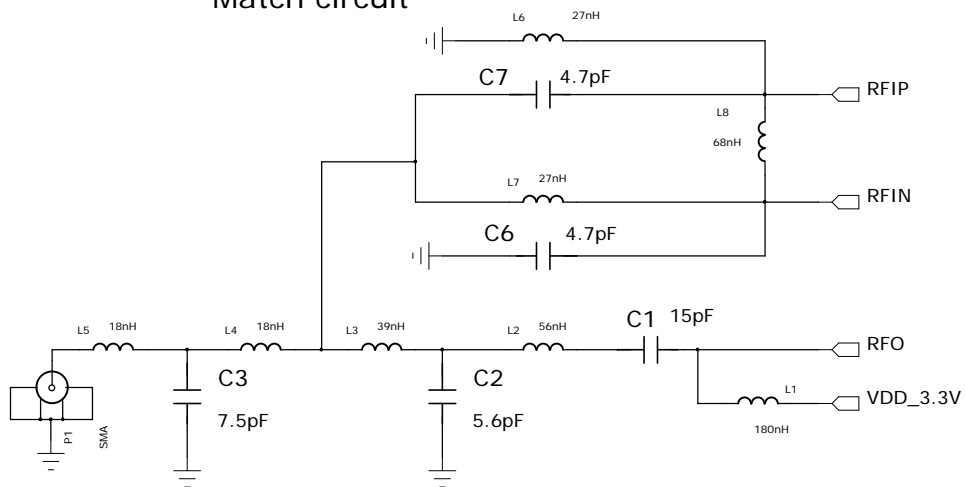 Match circuit
L6 27nH
C7 4.7pF
RFIP
L8
68nH
L7 27nH
RFIN
C6 4.7pF
L5 18nH
L4 18nH
L3 39nH
L2 56nH
C1 15pF
RFO
C3
7.5pF
C2
5.6pF
L1
180nH
VDD_3.3V
P1
SMA